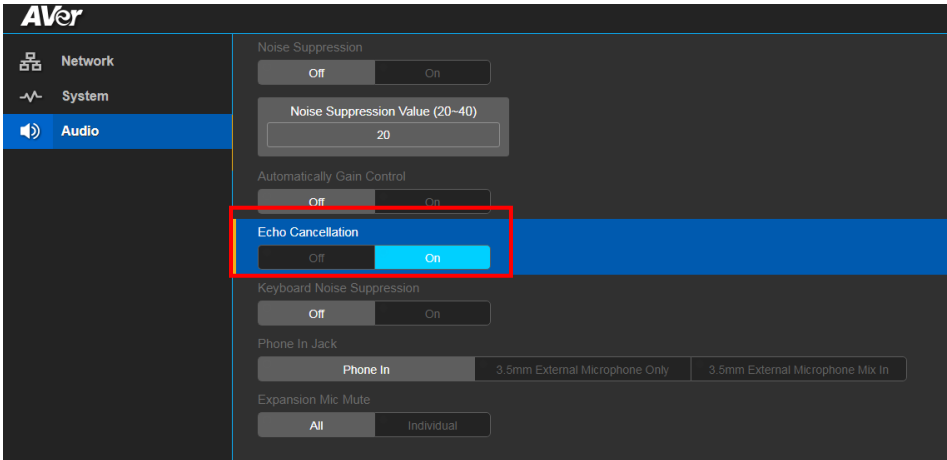 AVer
Network
System
Audio
Noise Suppression
Off On
Noise Suppression Value (20~40)
20
Automatically Gain Control
Off On
Echo Cancellation
Off On
Keyboard Noise Suppression
Off On
Phone In Jack
Phone In 3.5mm External Microphone Only 3.5mm External Microphone Mix In
Expansion Mic Mute
All Individual